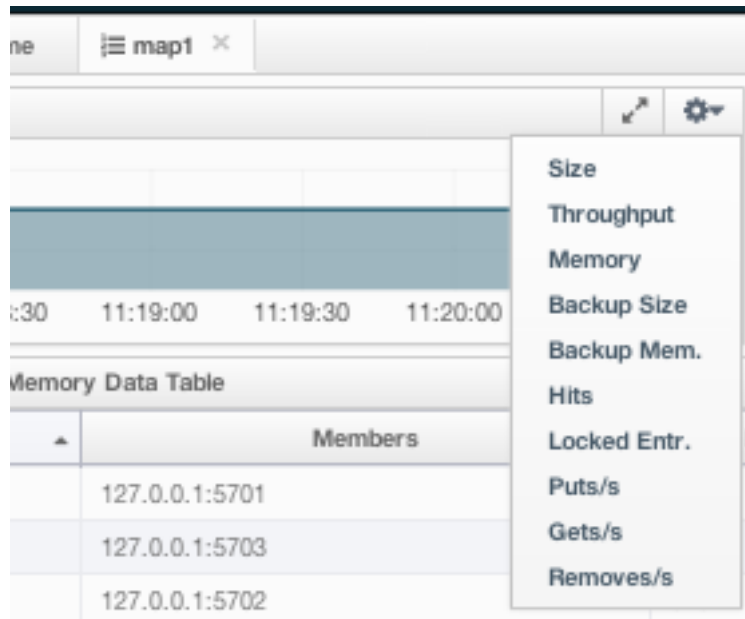 map1
Size
Throughput
Memory
Backup Size
Backup Mem.
Hits
Locked Entr.
Puts/s
Gets/s
Removes/s
:30 11:19:00 11:19:30 11:20:00
Memory Data Table
Members
127.0.0.1:5701
127.0.0.1:5703
127.0.0.1:5702